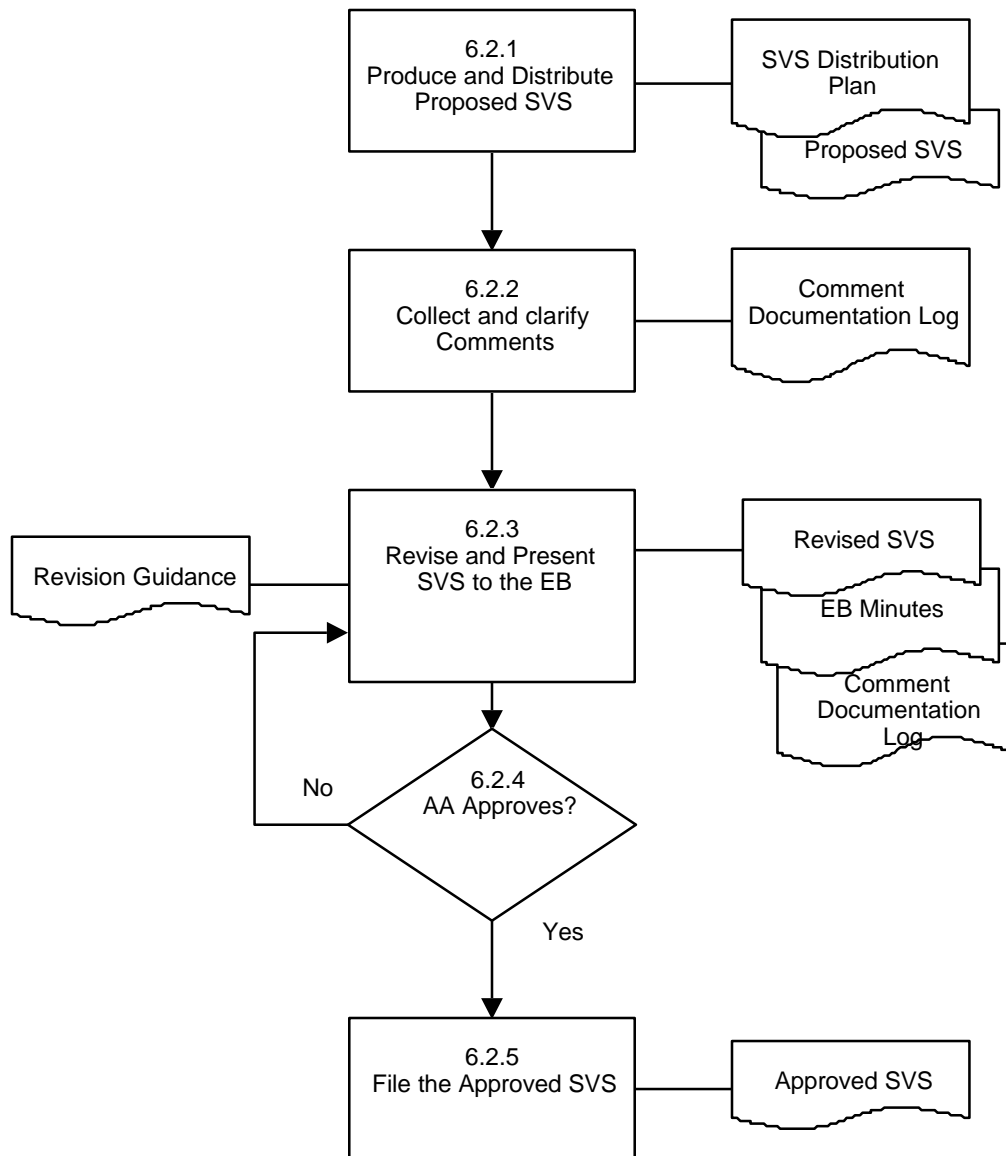 6.2.1
Produce and Distribute
Proposed SVS
SVS Distribution
Plan
Proposed SVS
6.2.2
Collect and clarify
Comments
Comment
Documentation Log
6.2.3
Revise and Present
SVS to the EB
Revision Guidance
Revised SVS
EB Minutes
Comment
Documentation
Log
6.2.4
AA Approves?
No
Yes
6.2.5
File the Approved SVS
Approved SVS